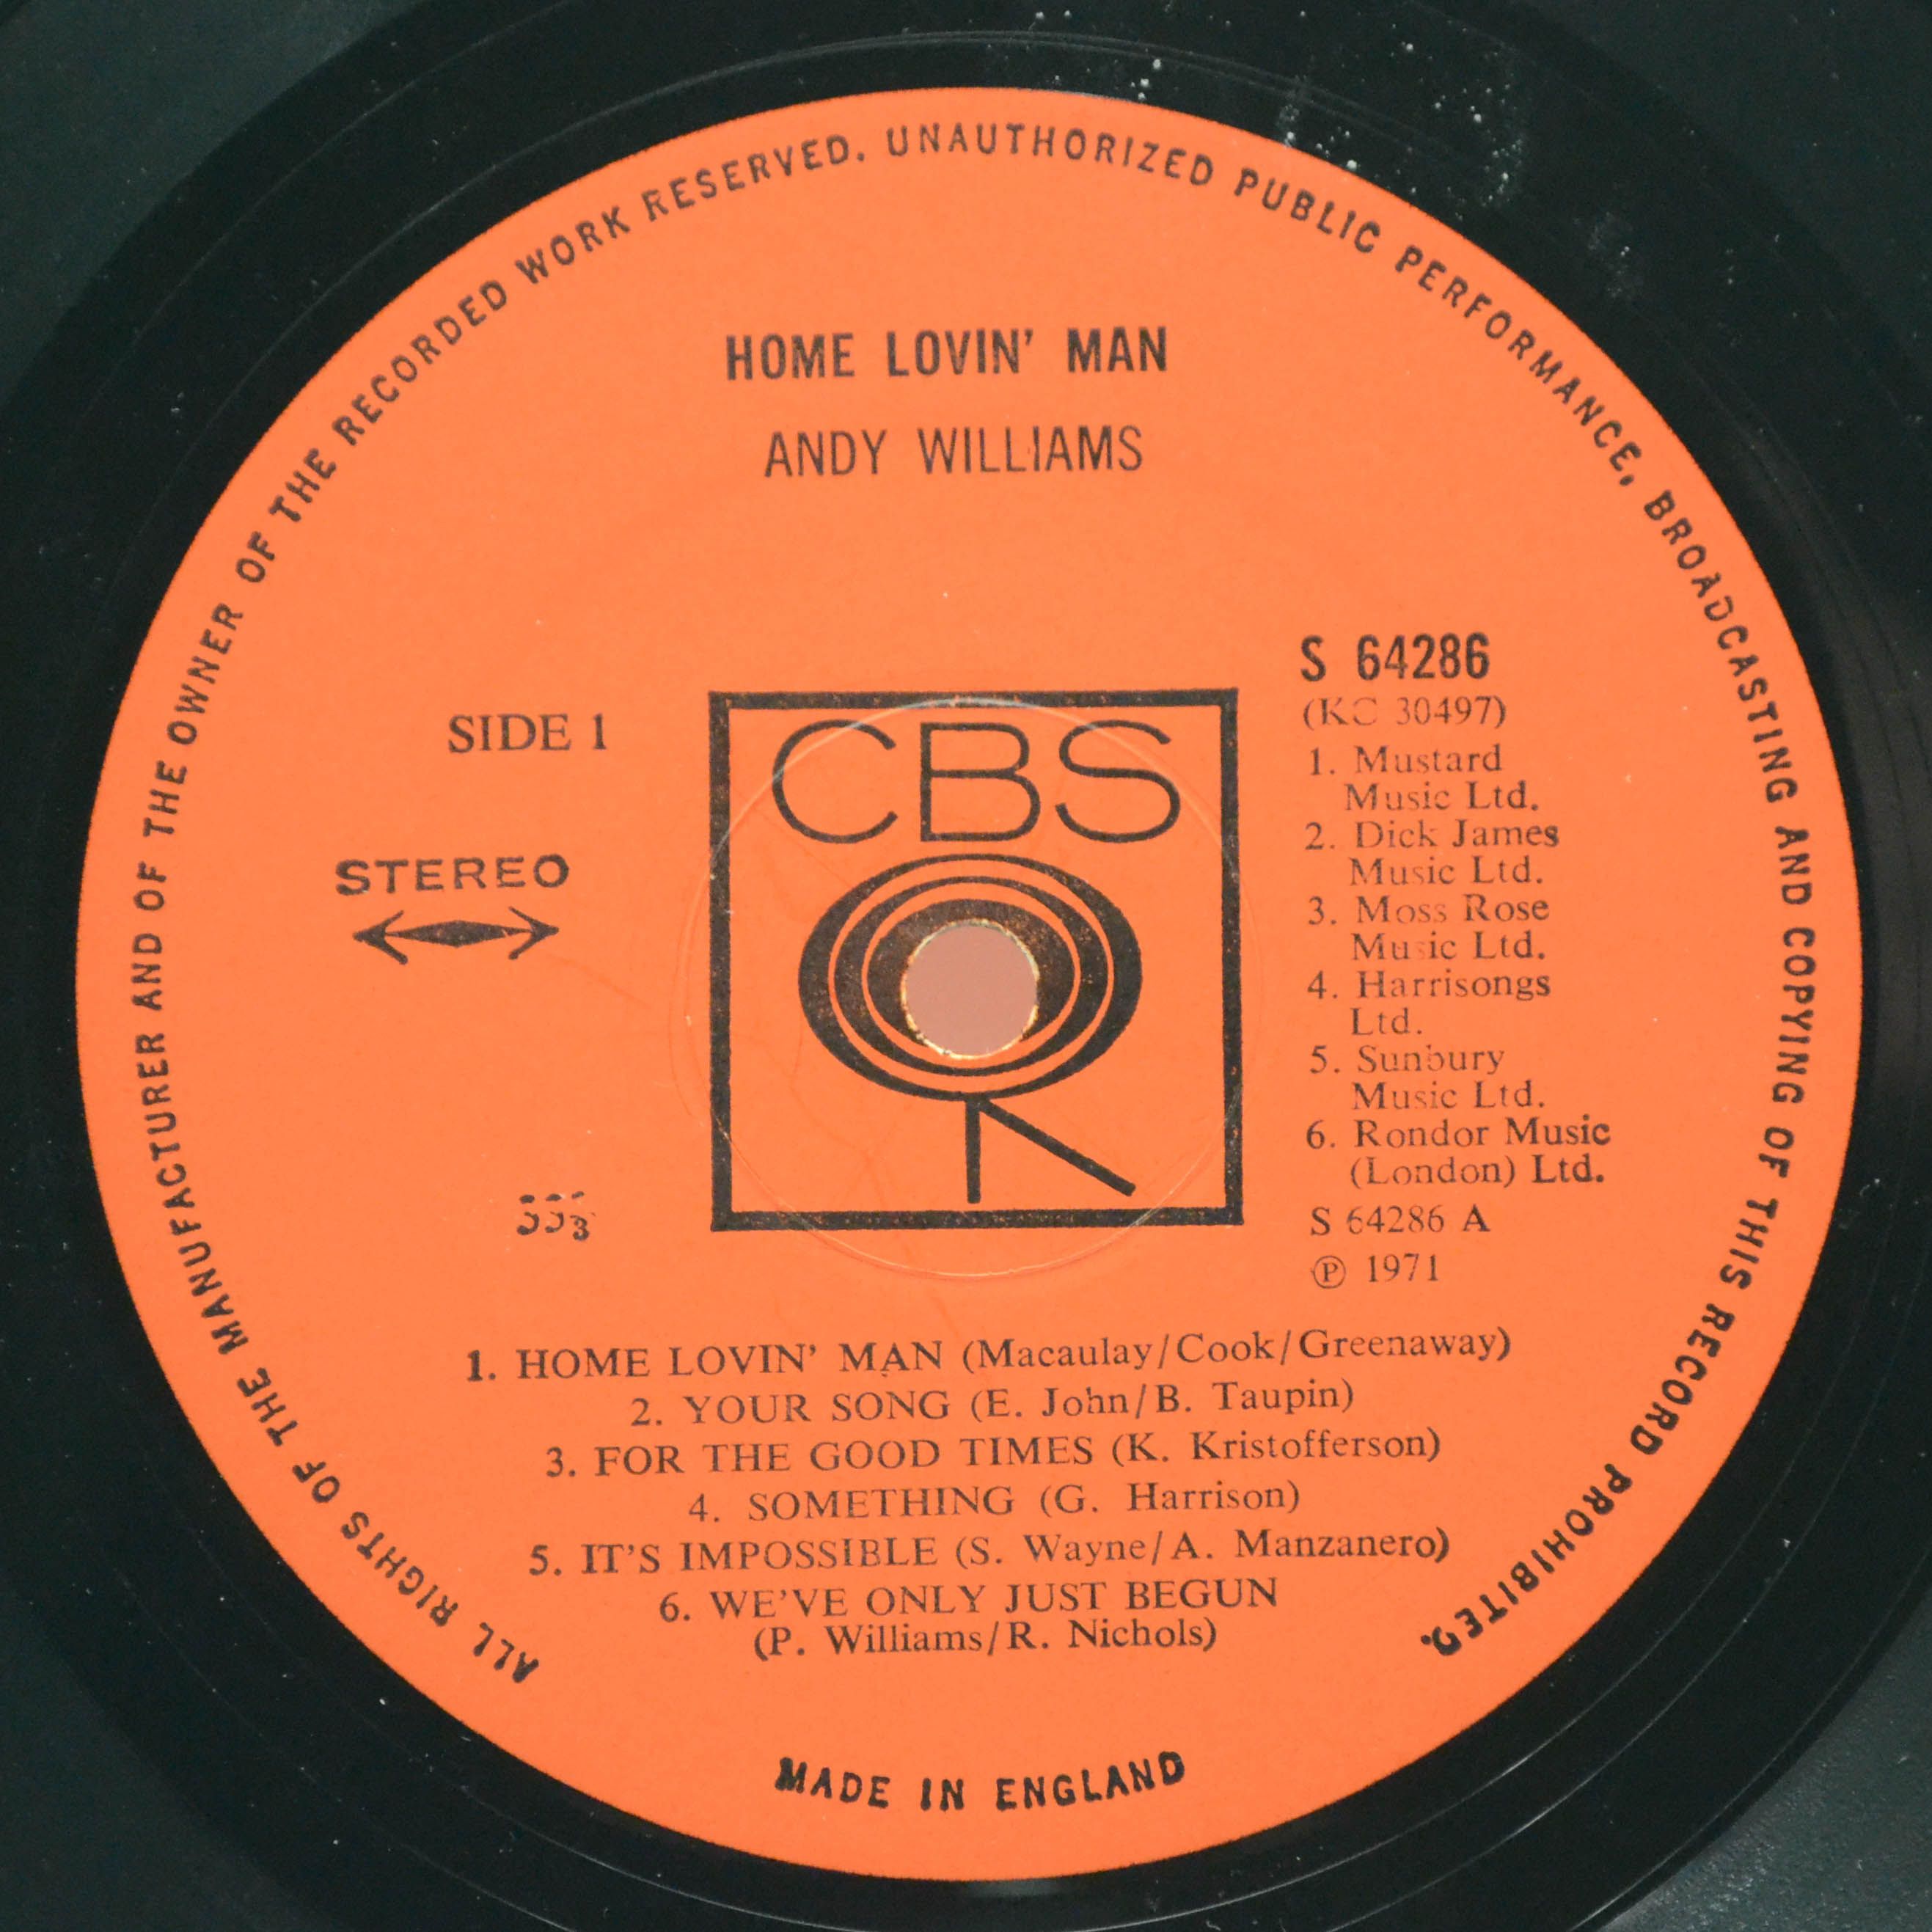 ALL RIGHTS OF THE MANUFACTURER AND OF THE OWNER OF THE RECORDED WORK RESERVED. UNAUTHORIZED PUBLIC PERFORMANCE, BROADCASTING AND COPYING OF THIS RECORD PROHIBITED.
HOME LOVIN' MAN
ANDY WILLIAMS
SIDE 1
STEREO
CBS
S 64286
(KC 30497)
1. Mustard
Music Ltd.
2. Dick James
Music Ltd.
3. Moss Rose
Music Ltd.
4. Harrisongs
Ltd.
5. Sunbury
Music Ltd.
6. Rondor Music
(London) Ltd.
S 64286 A
℗ 1971
1. HOME LOVIN' MAN (Macaulay/Cook/Greenaway)
2. YOUR SONG (E. John/B. Taupin)
3. FOR THE GOOD TIMES (K. Kristofferson)
4. SOMETHING (G. Harrison)
5. IT'S IMPOSSIBLE (S. Wayne/A. Manzanero)
6. WE'VE ONLY JUST BEGUN
(P. Williams/R. Nichols)
MADE IN ENGLAND